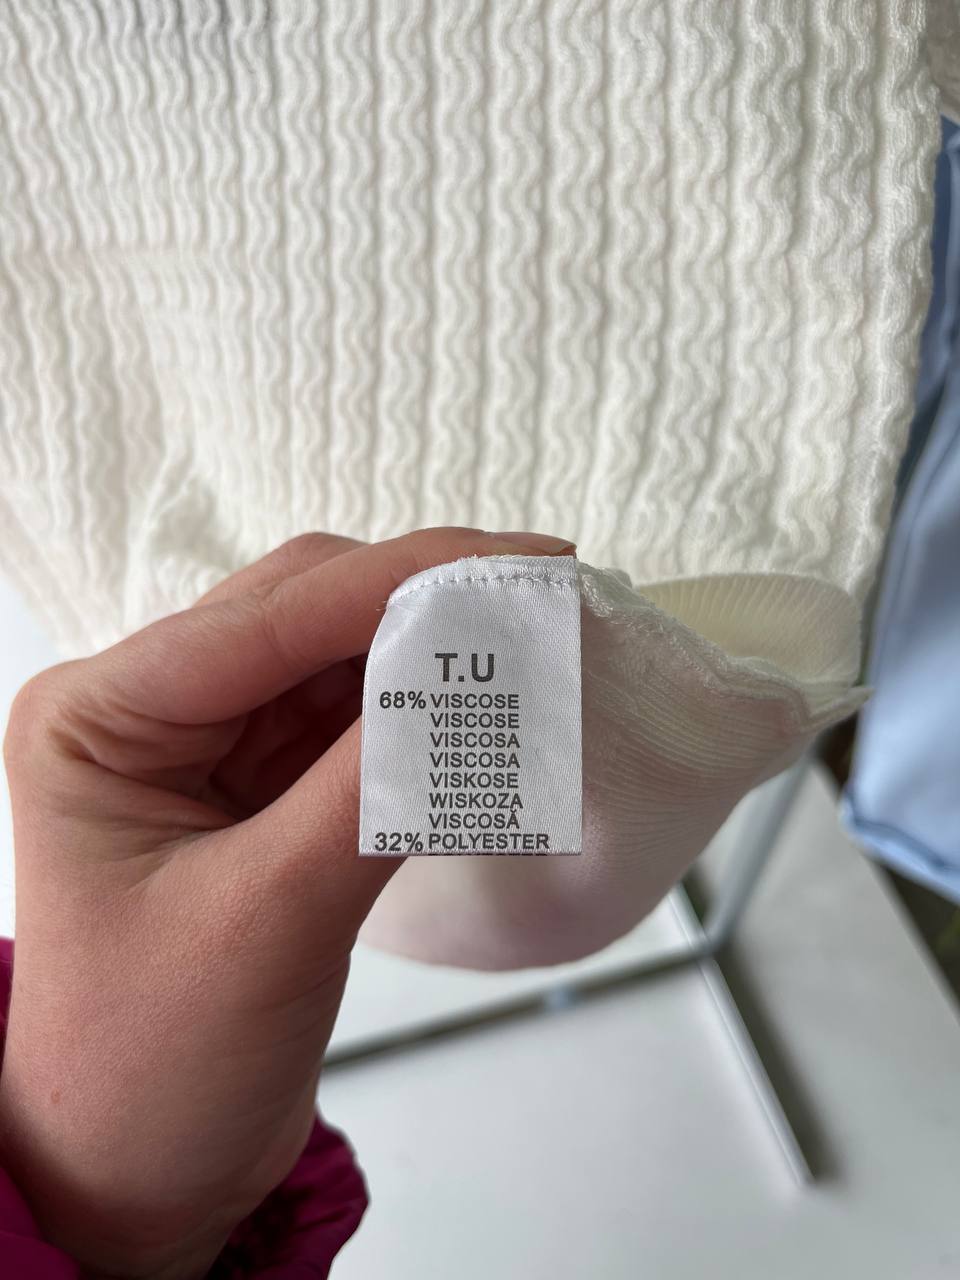 T.U
68% VISCOSE
VISCOSE
VISCOSA
VISCOSA
VISKOSE
WISKOZA
VISCOSĂ
32% POLYESTER